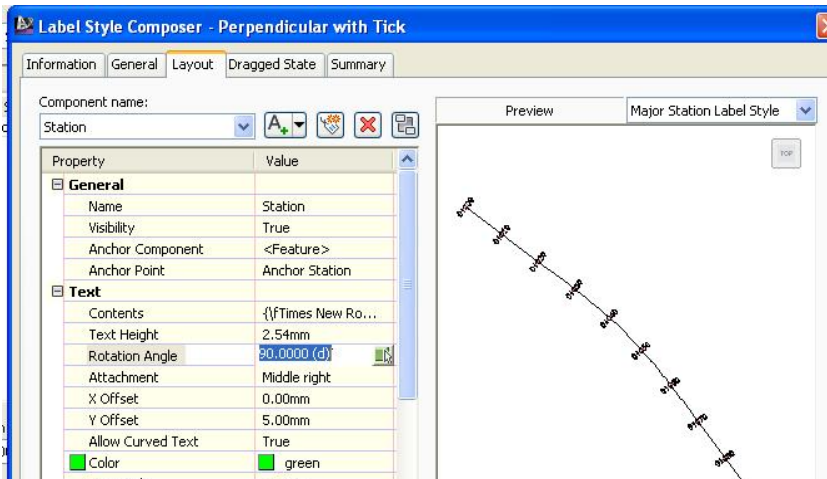 Label Style Composer - Perpendicular with Tick
Information General Layout Dragged State Summary
Component name:
Station
Preview Major Station Label Style
TOP
Property Value
General
Name Station
Visibility True
Anchor Component <Feature>
Anchor Point Anchor Station
Text
Contents {\fTimes New Ro...
Text Height 2.54mm
Rotation Angle 90.0000 (d)
Attachment Middle right
X Offset 0.00mm
Y Offset 5.00mm
Allow Curved Text True
Color green